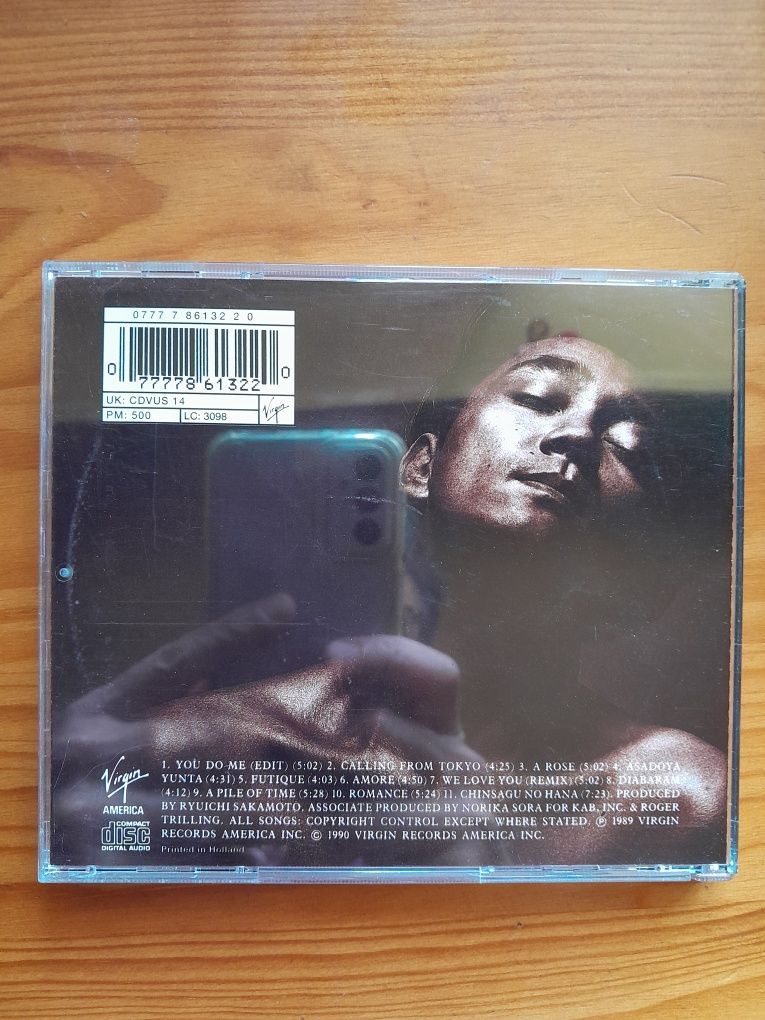 0777 7 86132 2 0
0 77778 61322 0
UK: CDVUS 14
PM: 500
LC: 3098
Virgin
1. YOU DO ME (EDIT) (5:02) 2. CALLING FROM TOKYO (4:25) 3. A ROSE (5:02) 4. ASADOYA
YUNTA (4:31) 5. FUTIQUE (4:03) 6. AMORE (4:50) 7. WE LOVE YOU (REMIX) (5:02) 8. DIABARAM
(4:12) 9. A PILE OF TIME (5:28) 10. ROMANCE (5:24) 11. CHINSAGU NO HANA (7:23). PRODUCED
BY RYUICHI SAKAMOTO. ASSOCIATE PRODUCED BY NORIKA SORA FOR KAB, INC. & ROGER
TRILLING. ALL SONGS: COPYRIGHT CONTROL EXCEPT WHERE STATED. ℗ 1989 VIRGIN
RECORDS AMERICA INC. © 1990 VIRGIN RECORDS AMERICA INC.
Virgin
AMERICA
COMPACT
disc
DIGITAL AUDIO
Printed in Holland